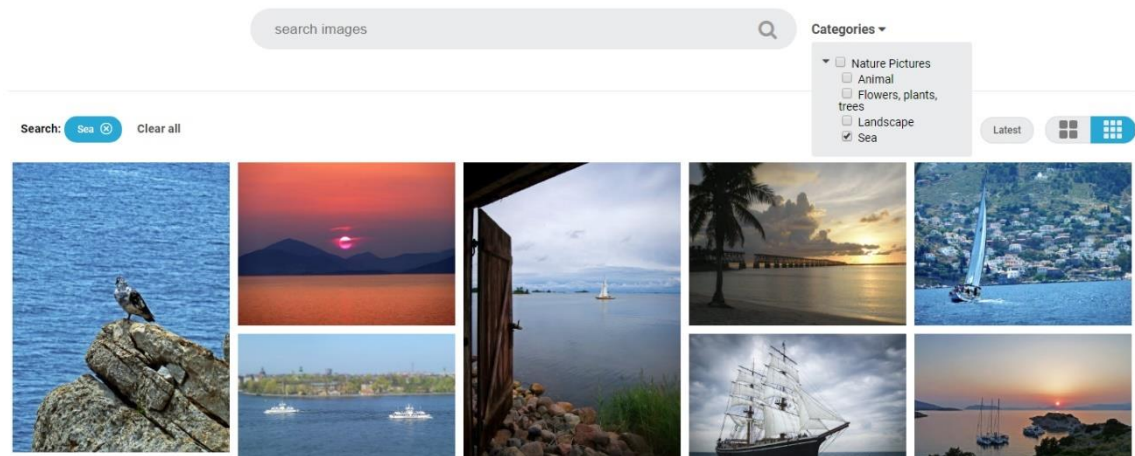 search images
Categories
Nature Pictures
Animal
Flowers, plants,
trees
Landscape
Sea
Search: Sea Clear all
Latest